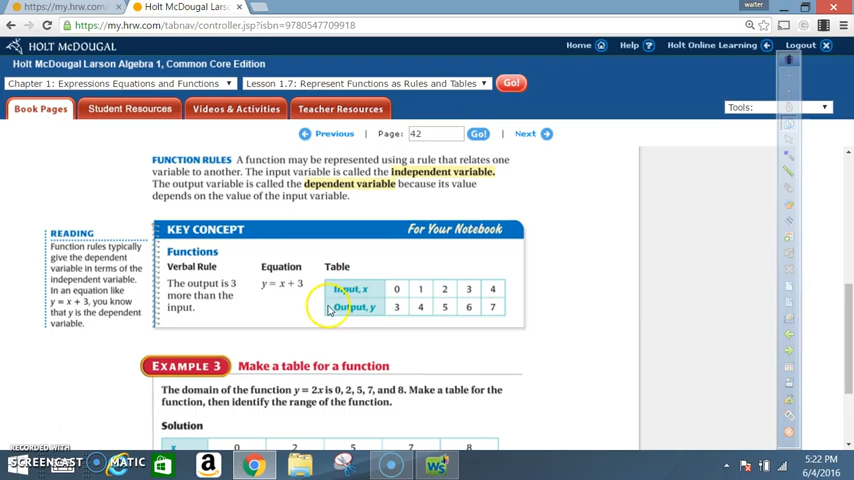 https://my.hrw.com/tabnav/
Holt McDougal Larson Al
walter
https://my.hrw.com/tabnav/controller.jsp?isbn=9780547709918
HOLT MCDOUGAL
Home
Help
Holt Online Learning
Logout
Holt McDougal Larson Algebra 1, Common Core Edition
Chapter 1: Expressions Equations and Functions
Lesson 1.7: Represent Functions as Rules and Tables
Go!
Book Pages
Student Resources
Videos & Activities
Teacher Resources
Tools:
Previous | Page: 42 Go! | Next
FUNCTION RULES A function may be represented using a rule that relates one
variable to another. The input variable is called the independent variable.
The output variable is called the dependent variable because its value
depends on the value of the input variable.
READING
Function rules typically
give the dependent
variable in terms of the
independent variable.
In an equation like
y = x + 3, you know
that y is the dependent
variable.
KEY CONCEPT
For Your Notebook
Functions
Verbal Rule Equation Table
The output is 3
more than the
input.
y = x + 3
Input, x 0 1 2 3 4
Output, y 3 4 5 6 7
EXAMPLE 3 Make a table for a function
The domain of the function y = 2x is 0, 2, 5, 7, and 8. Make a table for the
function, then identify the range of the function.
Solution
x 0 2 5 7 8
RECORDED WITH
SCREENCAST MATIC
WS
5:22 PM
6/4/2016